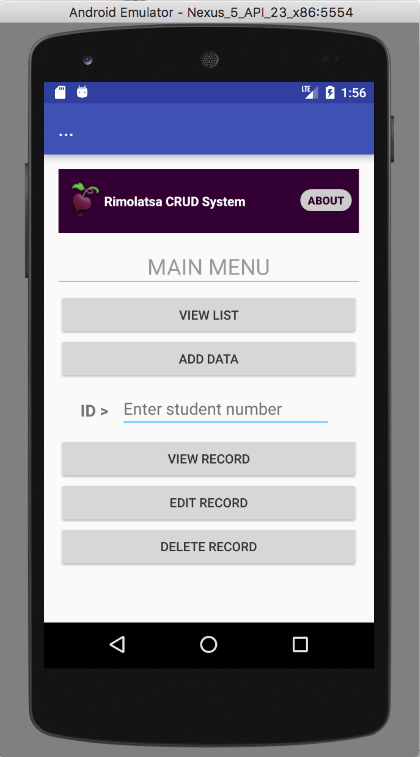 Android Emulator - Nexus_5_API_23_x86:5554
LTE 1:56
...
Rimolatsa CRUD System ABOUT
MAIN MENU
VIEW LIST
ADD DATA
ID > Enter student number
VIEW RECORD
EDIT RECORD
DELETE RECORD